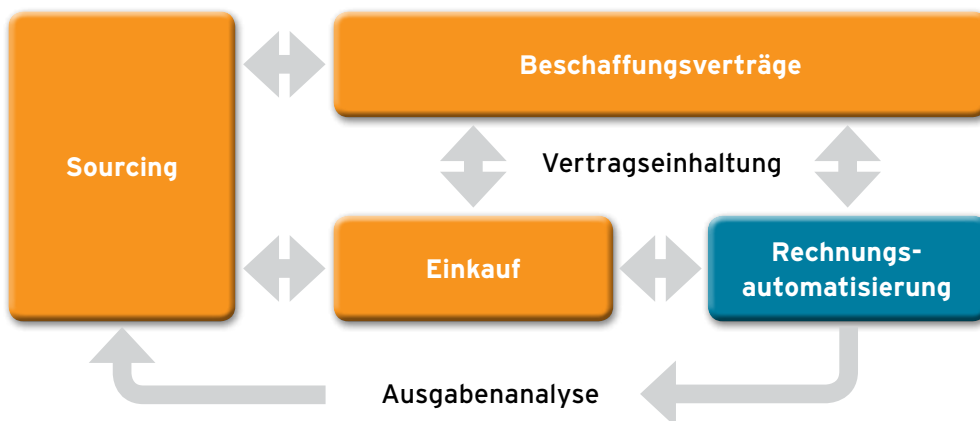 Beschaffungsverträge
Sourcing
Vertragseinhaltung
Einkauf
Rechnungs-
automatisierung
Ausgabenanalyse